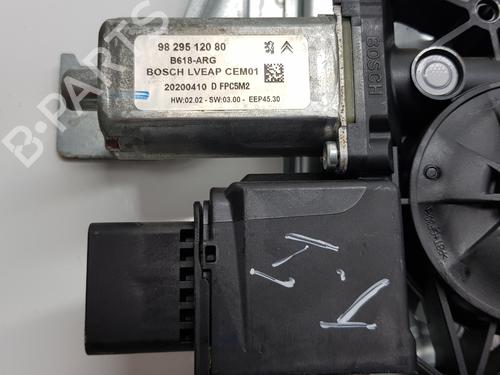 98 295 120 80
B618-ARG
BOSCH LVEAP CEM01
20200410 D FPC5M2
HW:02.02 - SW:03.00 - EEP45.30
BOSCH
B-PARTS